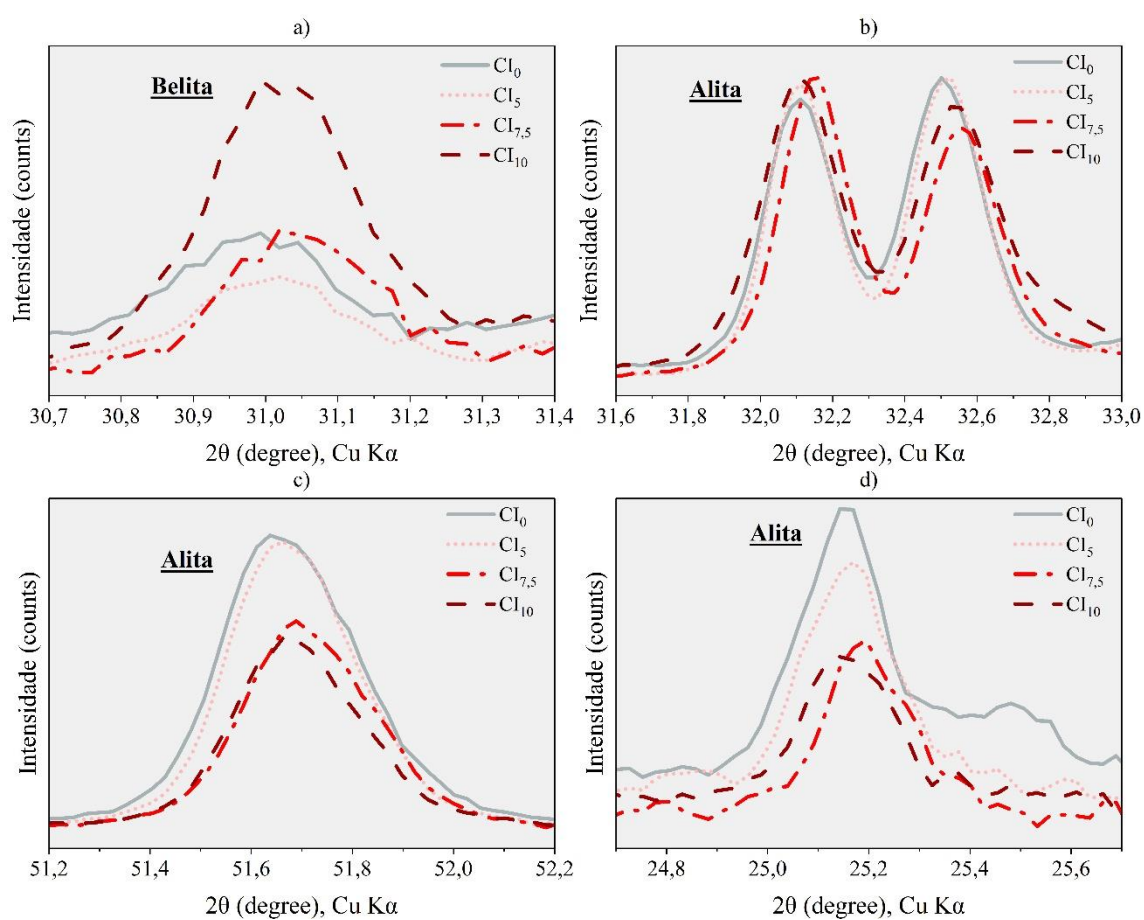 a)
Belita
CI₀
CI₅
CI₇,₅
CI₁₀
Intensidade (counts)
30,7 30,8 30,9 31,0 31,1 31,2 31,3 31,4
2θ (degree), Cu Kα
b)
Alita
CI₀
CI₅
CI₇,₅
CI₁₀
Intensidade (counts)
31,6 31,8 32,0 32,2 32,4 32,6 32,8 33,0
2θ (degree), Cu Kα
c)
Alita
CI₀
CI₅
CI₇,₅
CI₁₀
Intensidade (counts)
51,2 51,4 51,6 51,8 52,0 52,2
2θ (degree), Cu Kα
d)
Alita
CI₀
CI₅
CI₇,₅
CI₁₀
Intensidade (counts)
24,8 25,0 25,2 25,4 25,6
2θ (degree), Cu Kα